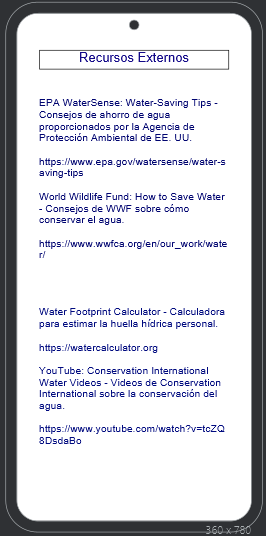 Recursos Externos
EPA WaterSense: Water-Saving Tips -
Consejos de ahorro de agua
proporcionados por la Agencia de
Protección Ambiental de EE. UU.
https://www.epa.gov/watersense/water-s
aving-tips
World Wildlife Fund: How to Save Water
- Consejos de WWF sobre cómo
conservar el agua.
https://www.wwfca.org/en/our_work/wate
r/
Water Footprint Calculator - Calculadora
para estimar la huella hídrica personal.
https://watercalculator.org
YouTube: Conservation International
Water Videos - Videos de Conservation
International sobre la conservación del
agua.
https://www.youtube.com/watch?v=tcZQ
8DsdaBo
360 x 780